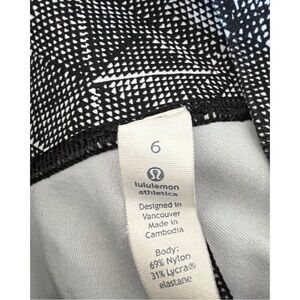 6
lululemon
athletica
Designed in
Vancouver
Made in
Cambodia
Body:
69% Nylon
31% Lycra®
elastane